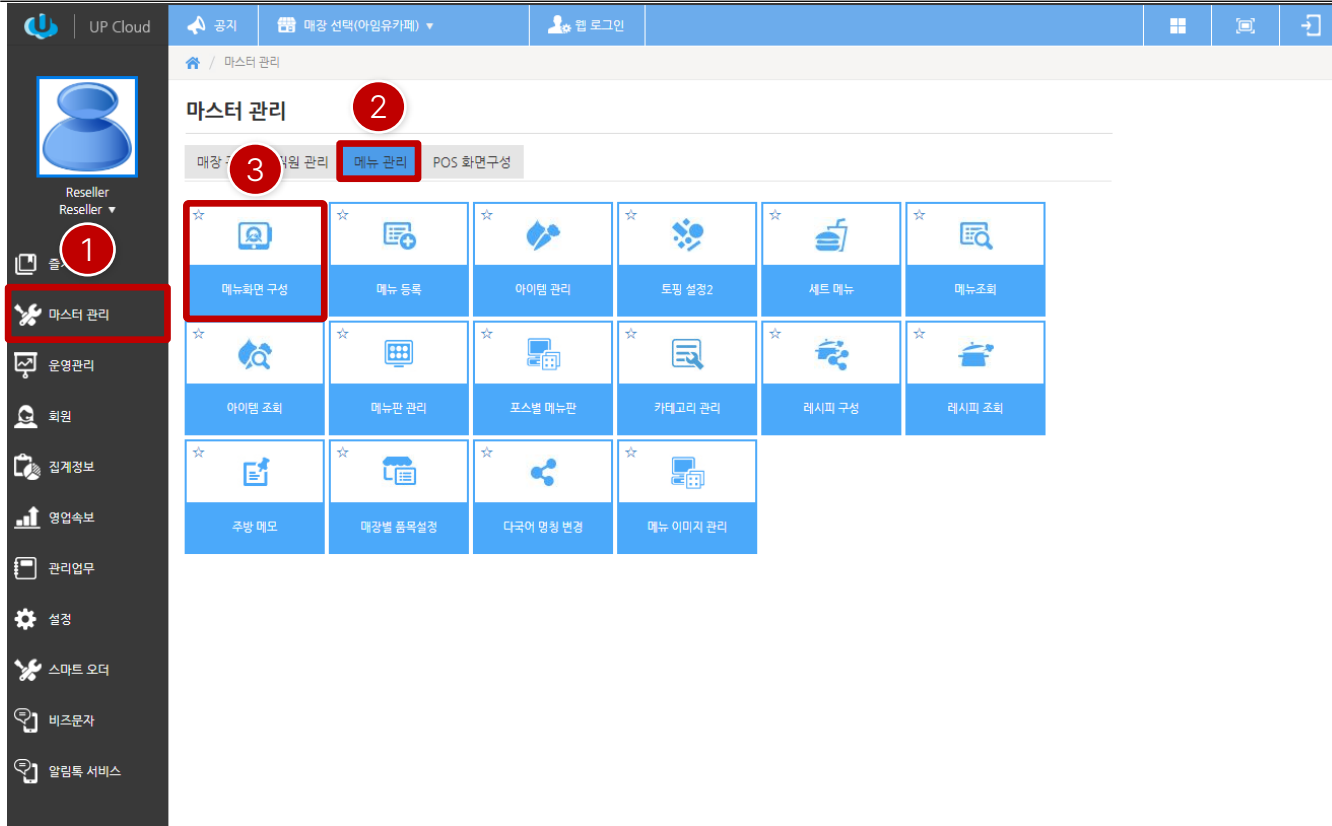 UP Cloud
공지
매장 선택(아임유카페) ▼
웹 로그인
/ 마스터 관리
마스터 관리
2
매장
3
직원 관리
메뉴 관리
POS 화면구성
Reseller
Reseller ▼
1
마스터 관리
운영관리
회원
집계정보
영업속보
관리업무
설정
스마트 오더
비즈문자
알림톡 서비스
메뉴화면 구성
메뉴 등록
아이템 관리
토핑 설정2
세트 메뉴
메뉴조회
아이템 조회
메뉴판 관리
포스별 메뉴판
카테고리 관리
레시피 구성
레시피 조회
주방 메모
매장별 품목설정
다국어 명칭 변경
메뉴 이미지 관리